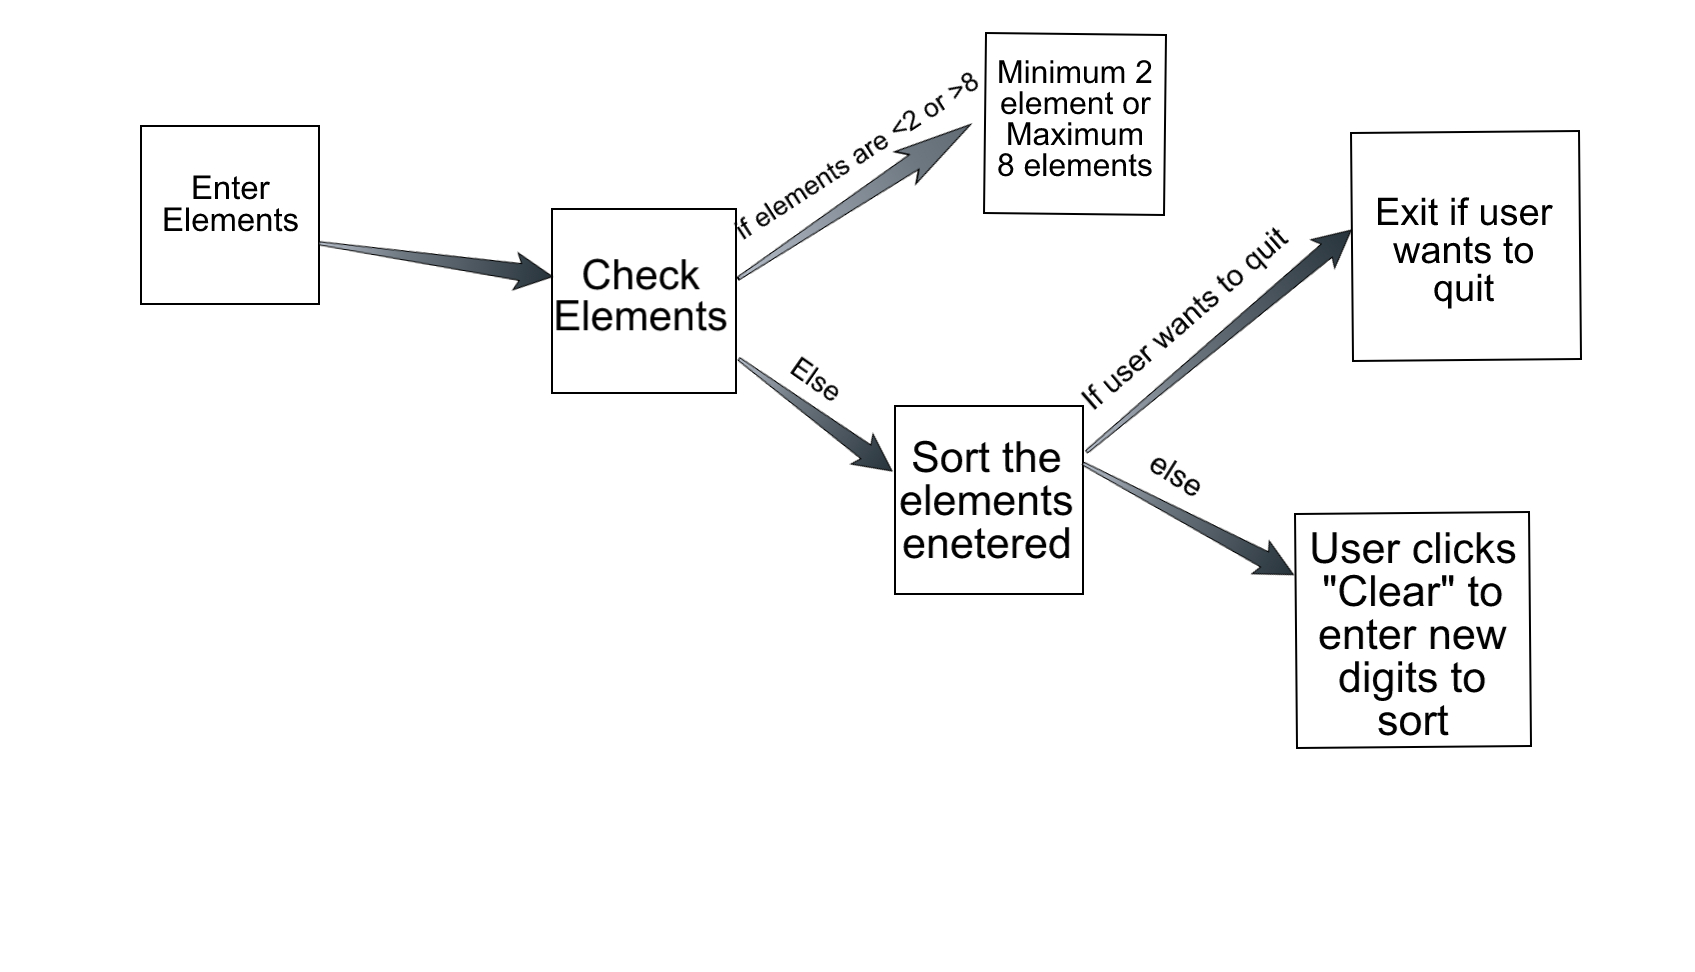 Enter
Elements
Check
Elements
if elements are <2 or >8
Minimum 2
element or
Maximum
8 elements
Else
Sort the
elements
enetered
If user wants to quit
Exit if user
wants to
quit
else
User clicks
"Clear" to
enter new
digits to
sort